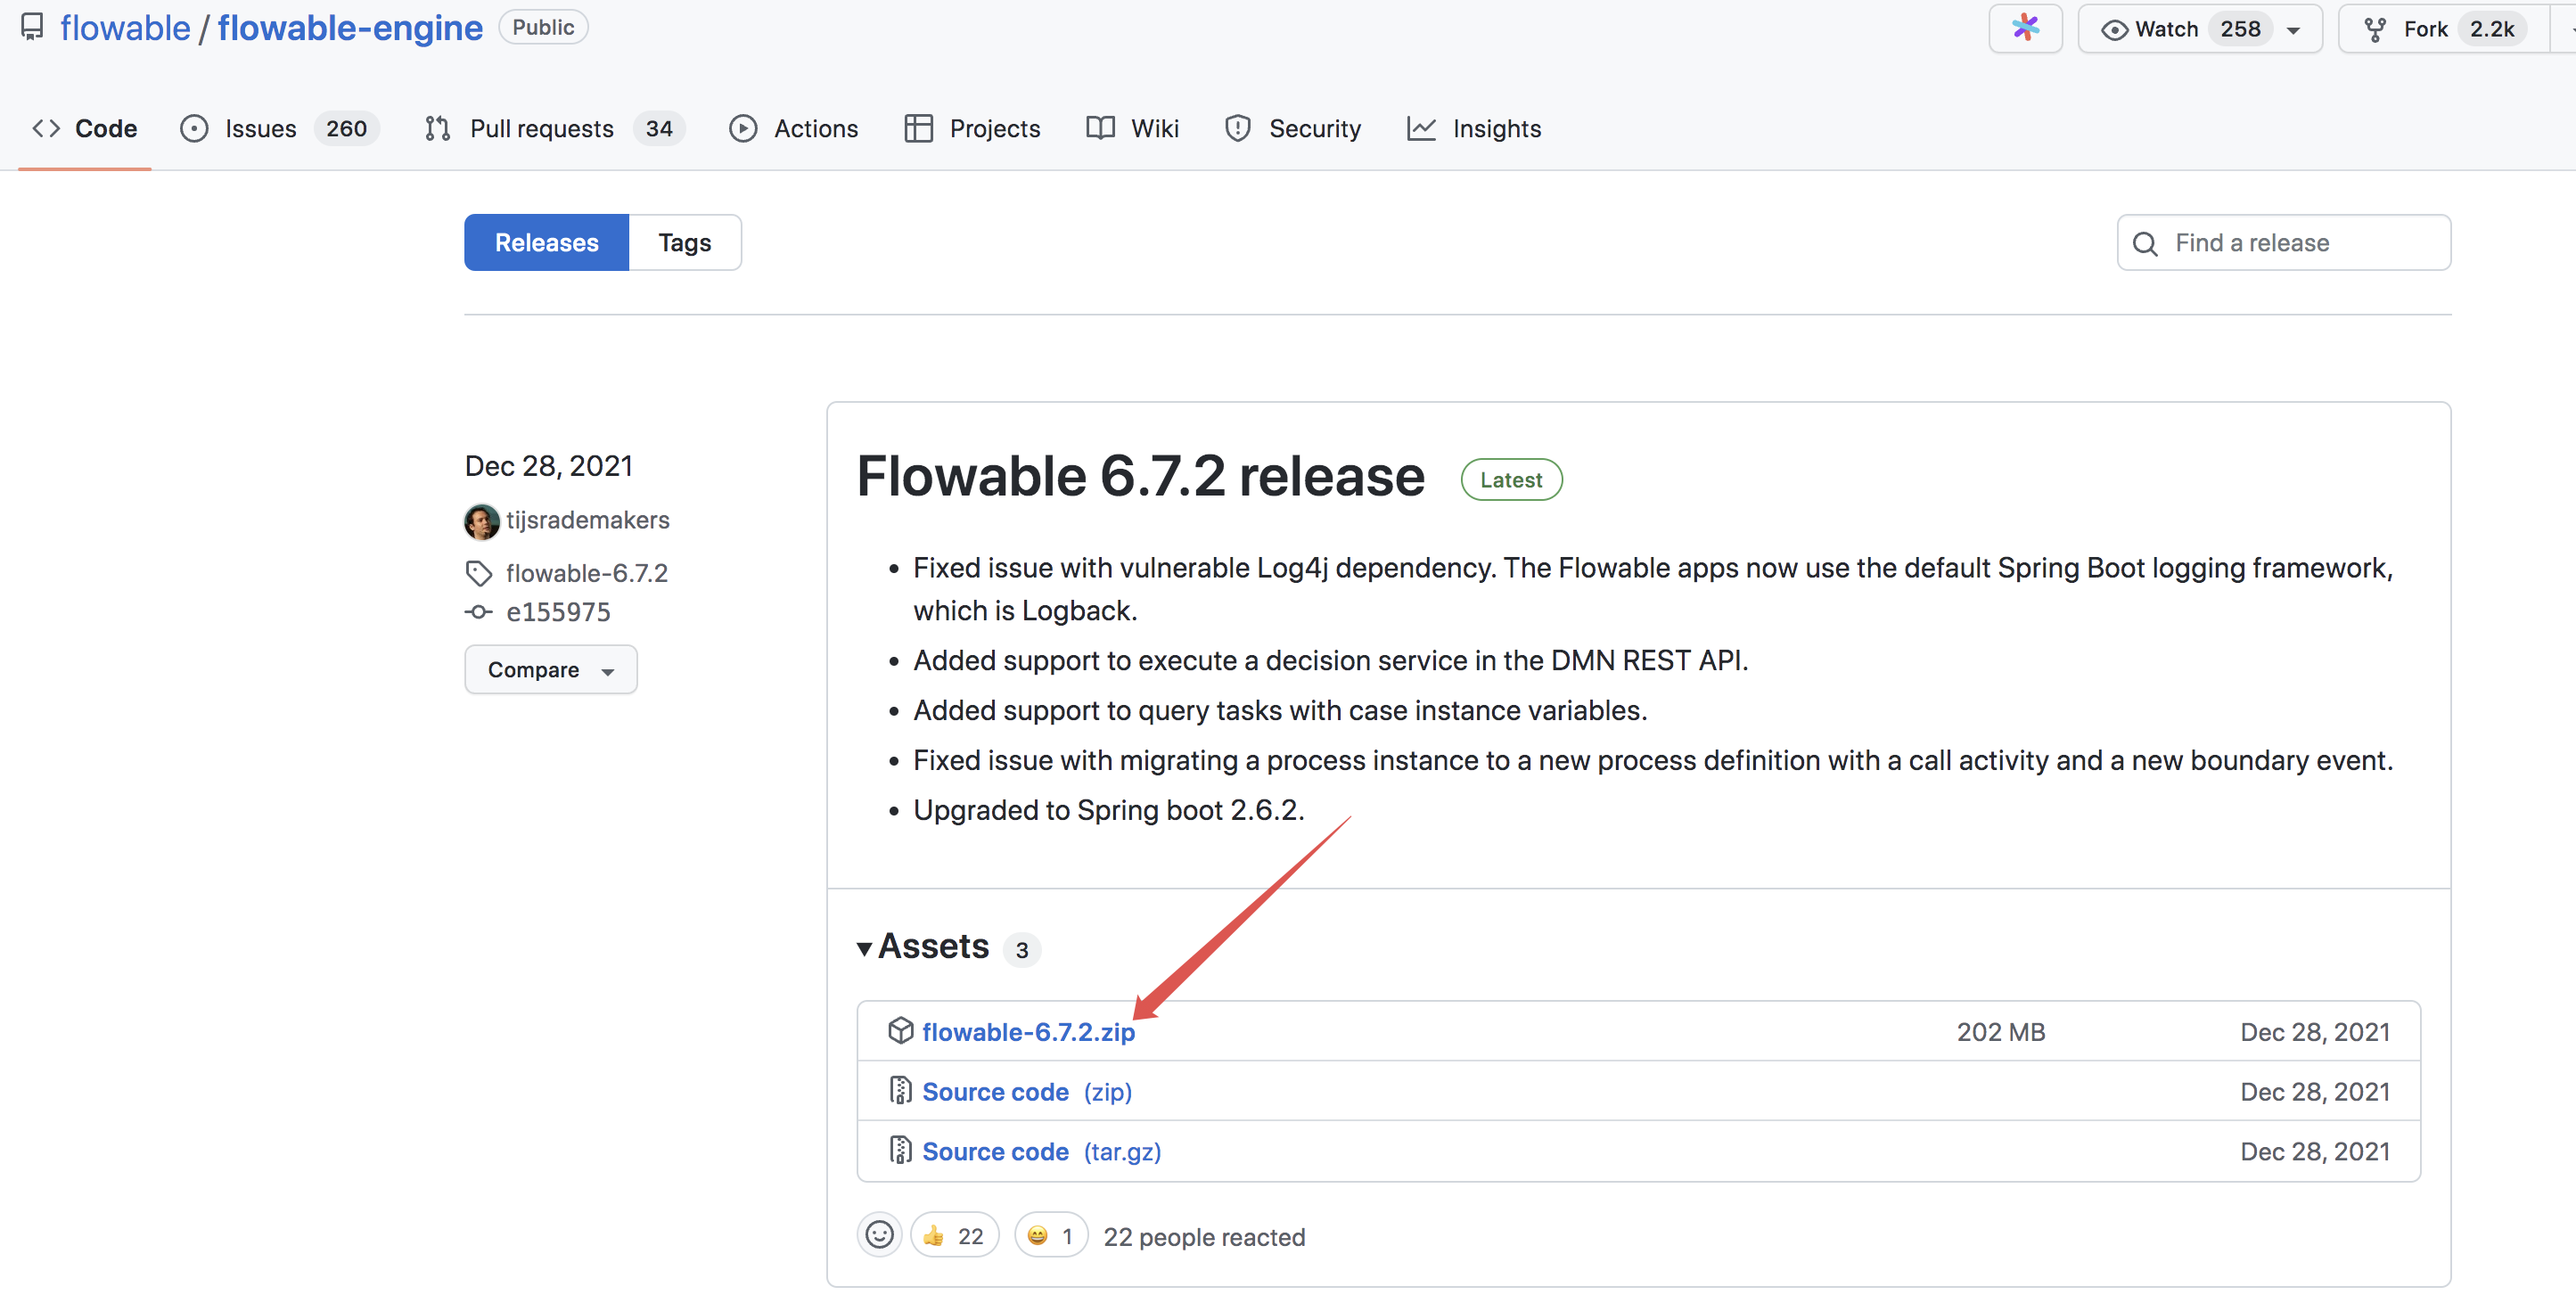 flowable / flowable-engine Public
Watch 258
Fork 2.2k
Code
Issues 260
Pull requests 34
Actions
Projects
Wiki
Security
Insights
Releases
Tags
Find a release
Dec 28, 2021
tijsrademakers
flowable-6.7.2
e155975
Compare
Flowable 6.7.2 release Latest
• Fixed issue with vulnerable Log4j dependency. The Flowable apps now use the default Spring Boot logging framework,
which is Logback.
• Added support to execute a decision service in the DMN REST API.
• Added support to query tasks with case instance variables.
• Fixed issue with migrating a process instance to a new process definition with a call activity and a new boundary event.
• Upgraded to Spring boot 2.6.2.
Assets 3
flowable-6.7.2.zip 202 MB Dec 28, 2021
Source code (zip) Dec 28, 2021
Source code (tar.gz) Dec 28, 2021
👍 22 😄 1 22 people reacted